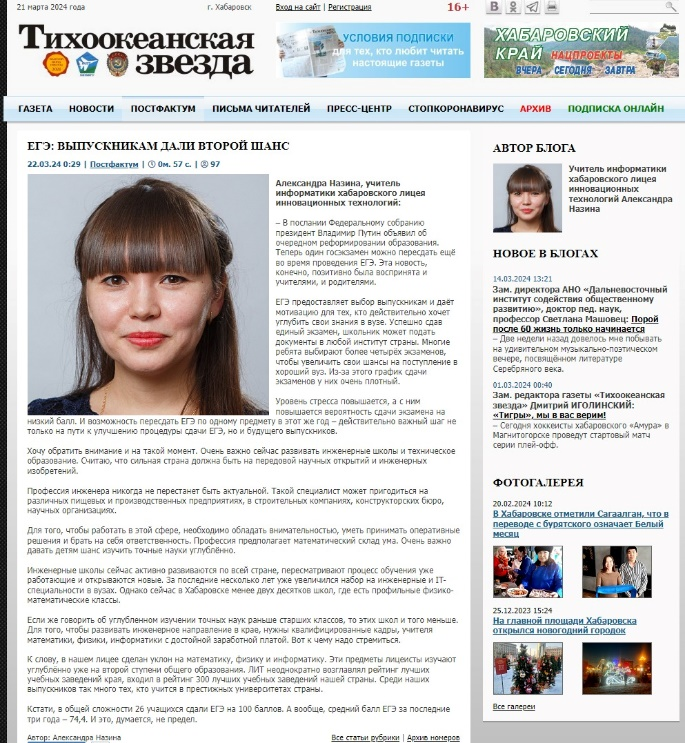 21 марта 2024 года
г. Хабаровск
Вход на сайт | Регистрация
16+
Тихоокеанская
звезда
УСЛОВИЯ ПОДПИСКИ
для тех, кто любит читать
настоящие газеты
ХАБАРОВСКИЙ
КРАЙ НАЦПРОЕКТЫ
ВЧЕРА СЕГОДНЯ ЗАВТРА
ГАЗЕТА НОВОСТИ ПОСТФАКТУМ ПИСЬМА ЧИТАТЕЛЕЙ ПРЕСС-ЦЕНТР СТОПКОРОНАВИРУС АРХИВ ПОДПИСКА ОНЛАЙН
ЕГЭ: ВЫПУСКНИКАМ ДАЛИ ВТОРОЙ ШАНС
22.03.24 0:29 | Постфактум | 0м. 57 с. | 97
Александра Назина, учитель
информатики хабаровского лицея
инновационных технологий:
– В послании Федеральному собранию
президент Владимир Путин объявил об
очередном реформировании образования.
Теперь один госэкзамен можно пересдать ещё
во время проведения ЕГЭ. Эта новость,
конечно, позитивно была воспринята и
учителями, и родителями.
ЕГЭ предоставляет выбор выпускникам и даёт
мотивацию для тех, кто действительно хочет
углубить свои знания в вузе. Успешно сдав
единый экзамен, школьник может подать
документы в любой институт страны. Многие
ребята выбирают более четырёх экзаменов,
чтобы увеличить свои шансы на поступление в
хороший вуз. Из-за этого график сдачи
экзаменов у них очень плотный.
Уровень стресса повышается, а с ним
повышается вероятность сдачи экзамена на
низкий балл. И возможность пересдать ЕГЭ по одному предмету в этот же год – действительно важный шаг не
только на пути к улучшению процедуры сдачи ЕГЭ, но и будущего выпускников.
Хочу обратить внимание и на такой момент. Очень важно сейчас развивать инженерные школы и техническое
образование. Считаю, что сильная страна должна быть на передовой научных открытий и инженерных
изобретений.
Профессия инженера никогда не перестанет быть актуальной. Такой специалист может пригодиться на
различных пищевых и производственных предприятиях, в строительных компаниях, конструкторских бюро,
научных организациях.
Для того, чтобы работать в этой сфере, необходимо обладать внимательностью, уметь принимать оперативные
решения и брать на себя ответственность. Профессия предполагает математический склад ума. Очень важно
давать детям шанс изучить точные науки углублённо.
Инженерные школы сейчас активно развиваются по всей стране, пересматривают процесс обучения уже
работающие и открываются новые. За последние несколько лет уже увеличился набор на инженерные и IT-
специальности в вузах. Однако сейчас в Хабаровске менее двух десятков школ, где есть профильные физико-
математические классы.
Если же говорить об углубленном изучении точных наук раньше старших классов, то этих школ и того меньше.
Для того, чтобы развивать инженерное направление в крае, нужны квалифицированные кадры, учителя
математики, физики, информатики с достойной заработной платой. Вот к чему надо стремиться.
К слову, в нашем лицее сделан уклон на математику, физику и информатику. Эти предметы лицеисты изучают
углублённо уже на второй ступени общего образования. ЛИТ неоднократно возглавлял рейтинг лучших
учебных заведений края, входил в рейтинг 300 лучших учебных заведений нашей страны. Среди наших
выпускников так много тех, кто учится в престижных университетах страны.
Кстати, в общей сложности 26 учащихся сдали ЕГЭ на 100 баллов. А вообще, средний балл ЕГЭ за последние
три года – 74,4. И это, думается, не предел.
Автор: Александра Назина
Все статьи рубрики | Архив номеров
АВТОР БЛОГА
Учитель информатики
хабаровского лицея
инновационных
технологий Александра
Назина
НОВОЕ В БЛОГАХ
14.03.2024 13:21
Зам. директора АНО «Дальневосточный
институт содействия общественному
развитию», доктор пед. наук,
профессор Светлана Машовец: Порой
после 60 жизнь только начинается
– Две недели назад довелось мне побывать
на удивительном музыкально-поэтическом
вечере, посвящённом литературе
Серебряного века.
01.03.2024 00:40
Зам. редактора газеты «Тихоокеанская
звезда» Дмитрий ИГОЛИНСКИЙ:
«Тигры», мы в вас верим!
– Сегодня хоккеисты хабаровского «Амура» в
Магнитогорске проведут стартовый матч
серии плей-офф.
ФОТОГАЛЕРЕЯ
20.02.2024 10:12
В Хабаровске отметили Сагаалган, что в
переводе с бурятского означает Белый
месяц
25.12.2023 15:24
На главной площади Хабаровска
открылся новогодний городок
Все галереи